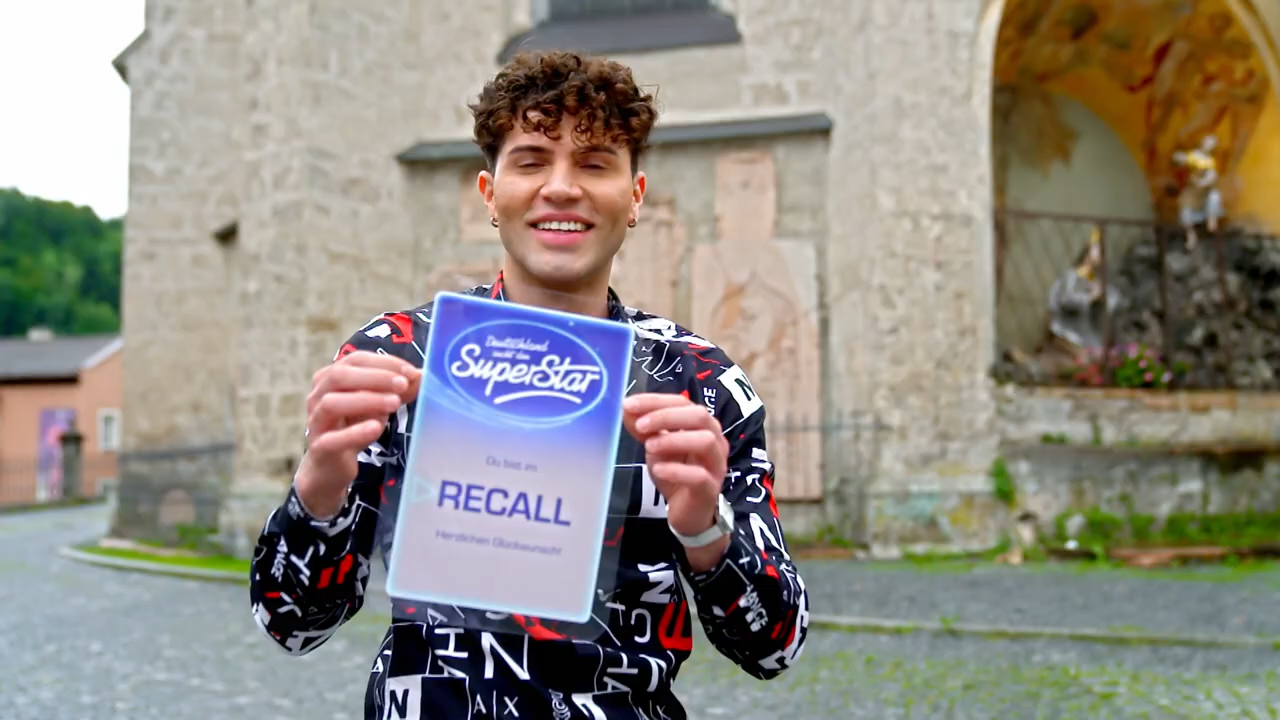 Deutschland
sucht den
SuperStar
Du bist im
RECALL
Herzlichen Glückwunsch!
N
A X
N